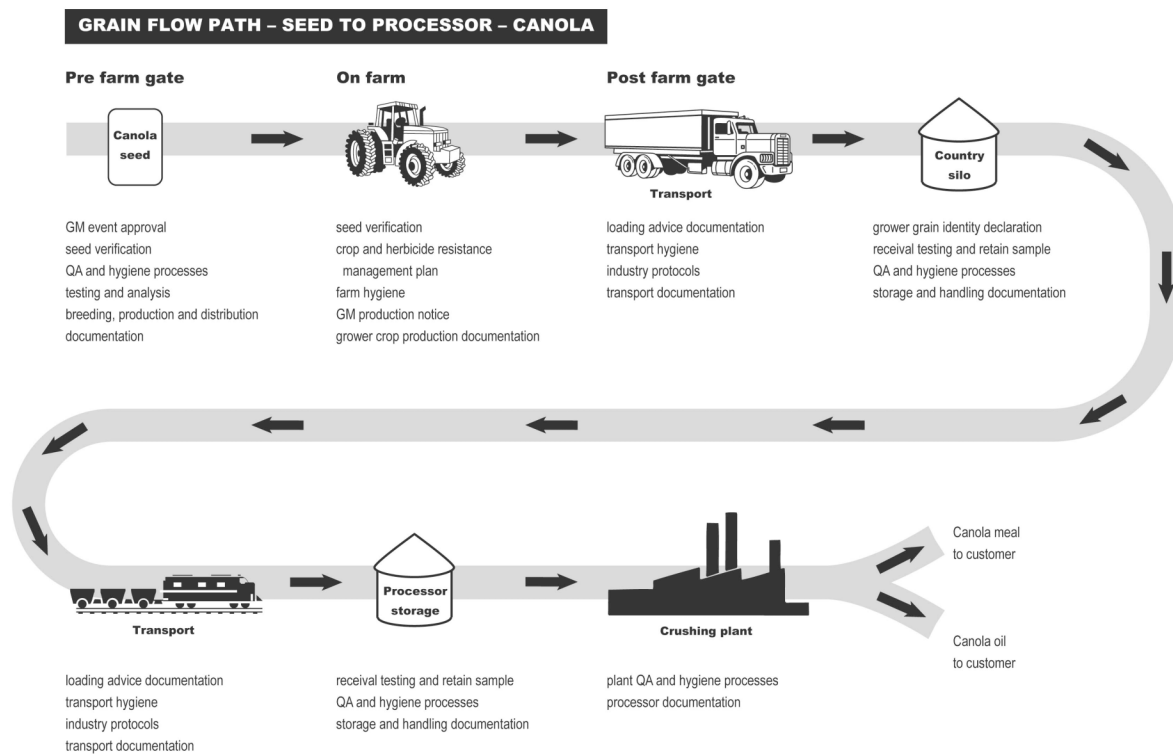 GRAIN FLOW PATH – SEED TO PROCESSOR – CANOLA
Pre farm gate
On farm
Post farm gate
Canola
seed
Transport
Country
silo
GM event approval
seed verification
QA and hygiene processes
testing and analysis
breeding, production and distribution
documentation
seed verification
crop and herbicide resistance
management plan
farm hygiene
GM production notice
grower crop production documentation
loading advice documentation
transport hygiene
industry protocols
transport documentation
grower grain identity declaration
receival testing and retain sample
QA and hygiene processes
storage and handling documentation
Transport
Processor
storage
Crushing plant
Canola meal
to customer
Canola oil
to customer
loading advice documentation
transport hygiene
industry protocols
transport documentation
receival testing and retain sample
QA and hygiene processes
storage and handling documentation
plant QA and hygiene processes
processor documentation